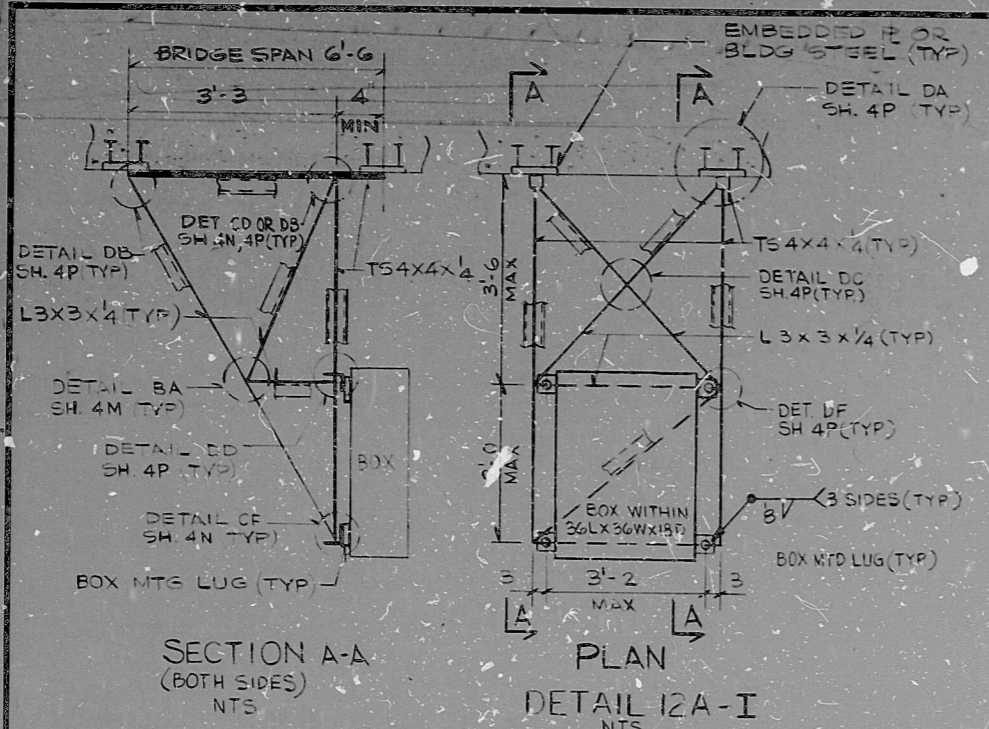 BRIDGE SPAN 6'-6
3'-3
4"
MIN
DET. CD OR DB
SH. 4N, 4P (TYP)
DETAIL DB
SH. 4P (TYP)
TS 4X4X¼
L3X3X¼ (TYP)
DETAIL BA
SH. 4M (TYP)
DETAIL DD
SH. 4P (TYP)
BOX
DETAIL CF
SH. 4N (TYP)
BOX MTG LUG (TYP)
SECTION A-A
(BOTH SIDES)
NTS
EMBEDDED PL OR
BLDG STEEL (TYP)
A
A
DETAIL DA
SH. 4P (TYP)
TS 4X4X¼ (TYP)
3'-6
MAX
DETAIL DC
SH. 4P (TYP.)
L 3 X 3 X 1/4 (TYP)
DET. DF
SH 4P (TYP)
MAX
BOX WITHIN
36LX36WX18D
3 SIDES (TYP)
BOX MTD LUG (TYP)
3
3'-2
MAX
3
A
A
PLAN
DETAIL 12A-I
NTS